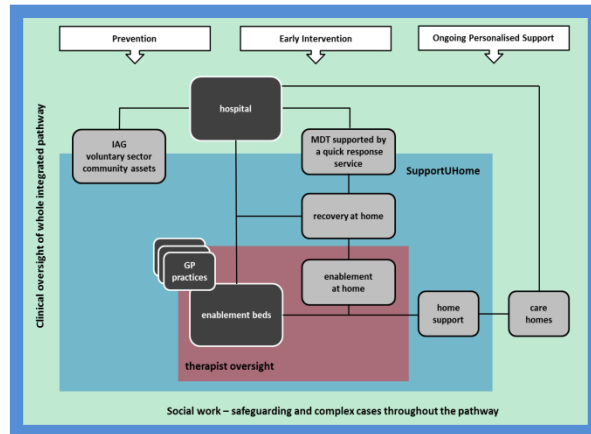 Prevention
Early Intervention
Ongoing Personalised Support
hospital
IAG
voluntary sector
community assets
MDT supported by
a quick response
service
SupportUHome
Clinical oversight of whole integrated pathway
recovery at home
GP
practices
enablement
at home
enablement beds
home
support
care
homes
therapist oversight
Social work – safeguarding and complex cases throughout the pathway